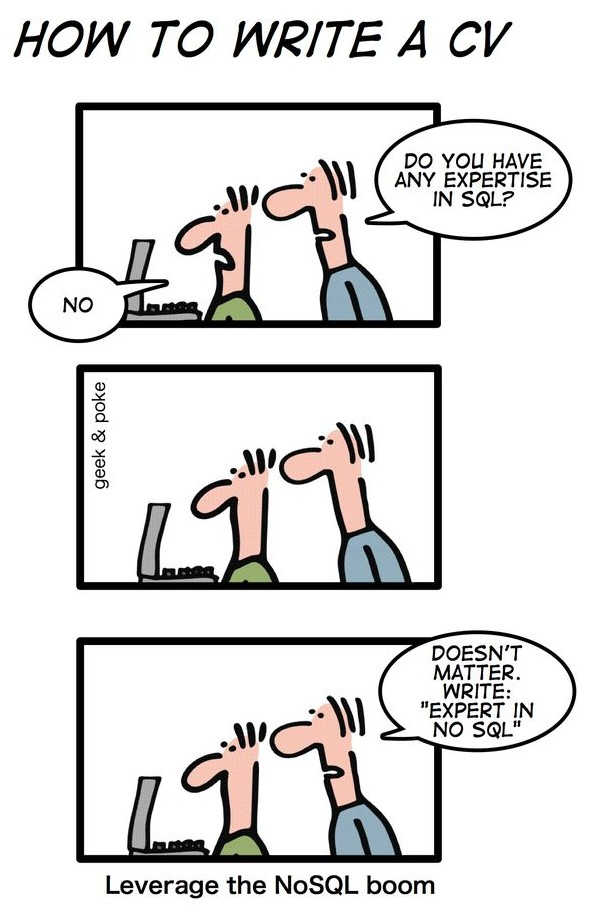 HOW TO WRITE A CV
DO YOU HAVE
ANY EXPERTISE
IN SQL?
NO
geek & poke
DOESN'T
MATTER.
WRITE:
"EXPERT IN
NO SQL"
Leverage the NoSQL boom